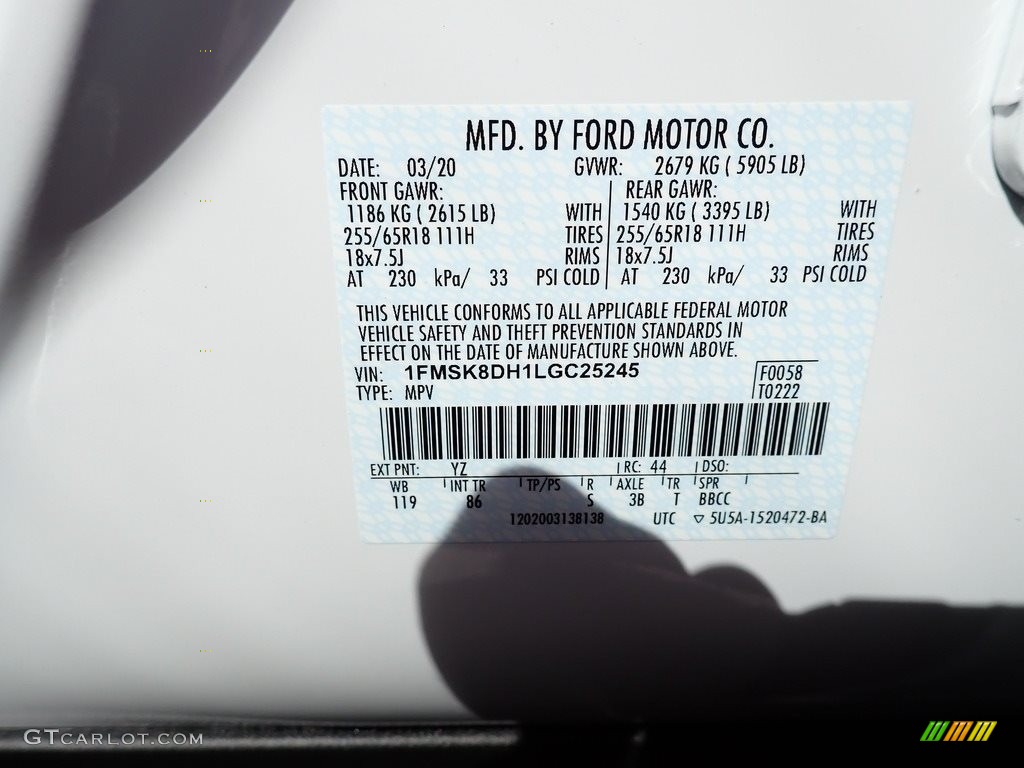 MFD. BY FORD MOTOR CO.
DATE: 03/20 GVWR: 2679 KG ( 5905 LB)
FRONT GAWR: REAR GAWR:
1186 KG ( 2615 LB) WITH 1540 KG ( 3395 LB) WITH
255/65R18 111H TIRES 255/65R18 111H TIRES
18x7.5J RIMS 18x7.5J RIMS
AT 230 kPa/ 33 PSI COLD AT 230 kPa/ 33 PSI COLD
THIS VEHICLE CONFORMS TO ALL APPLICABLE FEDERAL MOTOR
VEHICLE SAFETY AND THEFT PREVENTION STANDARDS IN
EFFECT ON THE DATE OF MANUFACTURE SHOWN ABOVE.
VIN: 1FMSK8DH1LGC25245 F0058
TYPE: MPV T0222
EXT PNT: YZ RC: 44 DSO:
WB INT TR TP/PS R AXLE TR SPR
119 86 S 3B T BBCC
1202003138138 UTC ▽ 5U5A-1520472-BA
GTCARLOT.COM